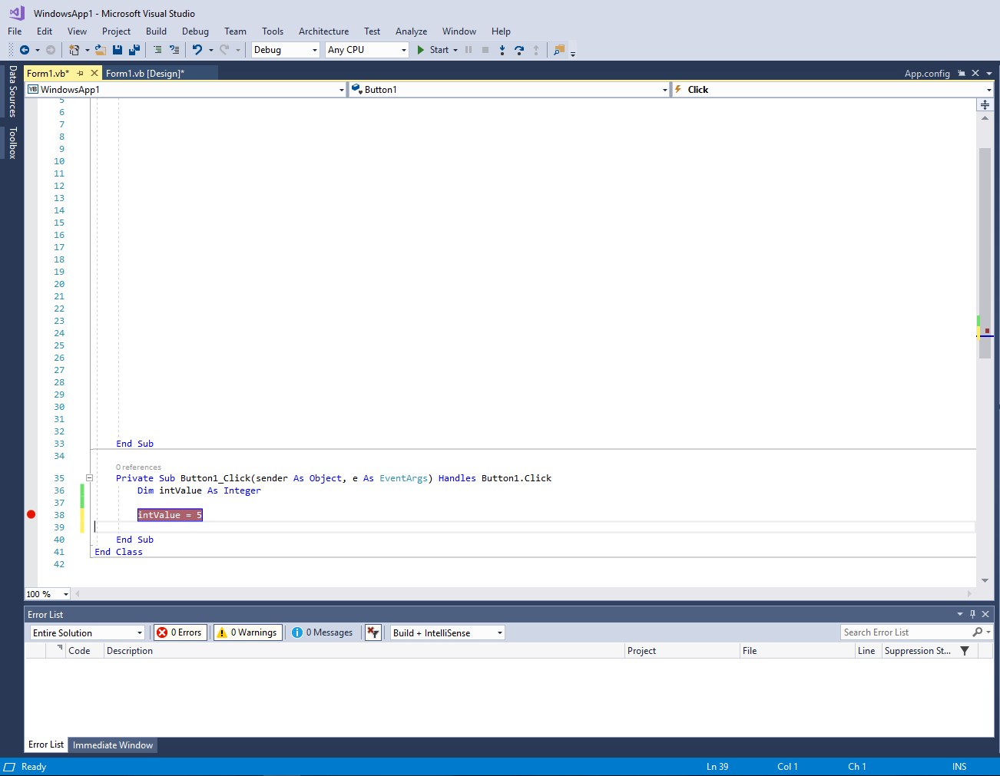 WindowsApp1 - Microsoft Visual Studio
File Edit View Project Build Debug Team Tools Architecture Test Analyze Window Help
Debug Any CPU Start
Form1.vb* Form1.vb [Design]* App.config
Data Sources
Toolbox
VB WindowsApp1 Button1 Click
5
6
7
8
9
10
11
12
13
14
15
16
17
18
19
20
21
22
23
24
25
26
27
28
29
30
31
32
33 End Sub
34
0 references
35 Private Sub Button1_Click(sender As Object, e As EventArgs) Handles Button1.Click
36 Dim intValue As Integer
37
38 intValue = 5
39
40 End Sub
41 End Class
42
100 %
Error List
Entire Solution 0 Errors 0 Warnings 0 Messages Build + IntelliSense Search Error List
Code Description Project File Line Suppression St...
Error List Immediate Window
Ready Ln 39 Col 1 Ch 1 INS